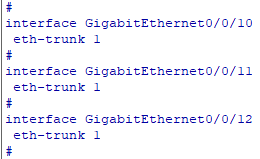 #
interface GigabitEthernet0/0/10
 eth-trunk 1
#
interface GigabitEthernet0/0/11
 eth-trunk 1
#
interface GigabitEthernet0/0/12
 eth-trunk 1
#